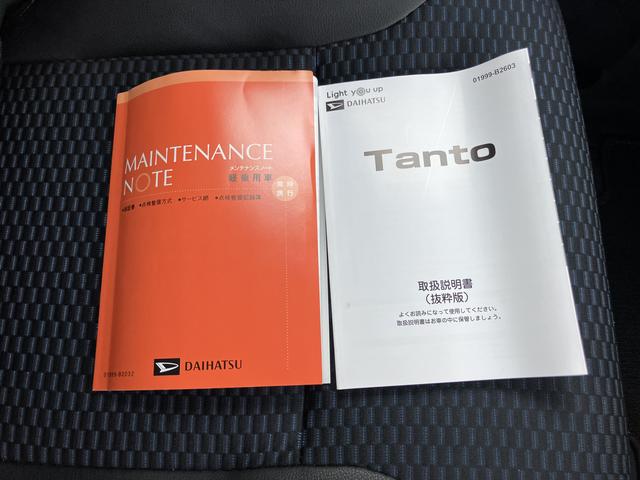 MAINTENANCE
NOTE
メンテナンスノート
軽乗用車
●保証書 ●点検整備方式 ●サービス網 ●点検整備記録簿
DAIHATSU
01999-B2032
01999-B2603
Light you up
DAIHATSU
Tanto
取扱説明書
（抜粋版）
よくお読みになって使用してください。
取扱説明書はお車の中に保管しましょう。